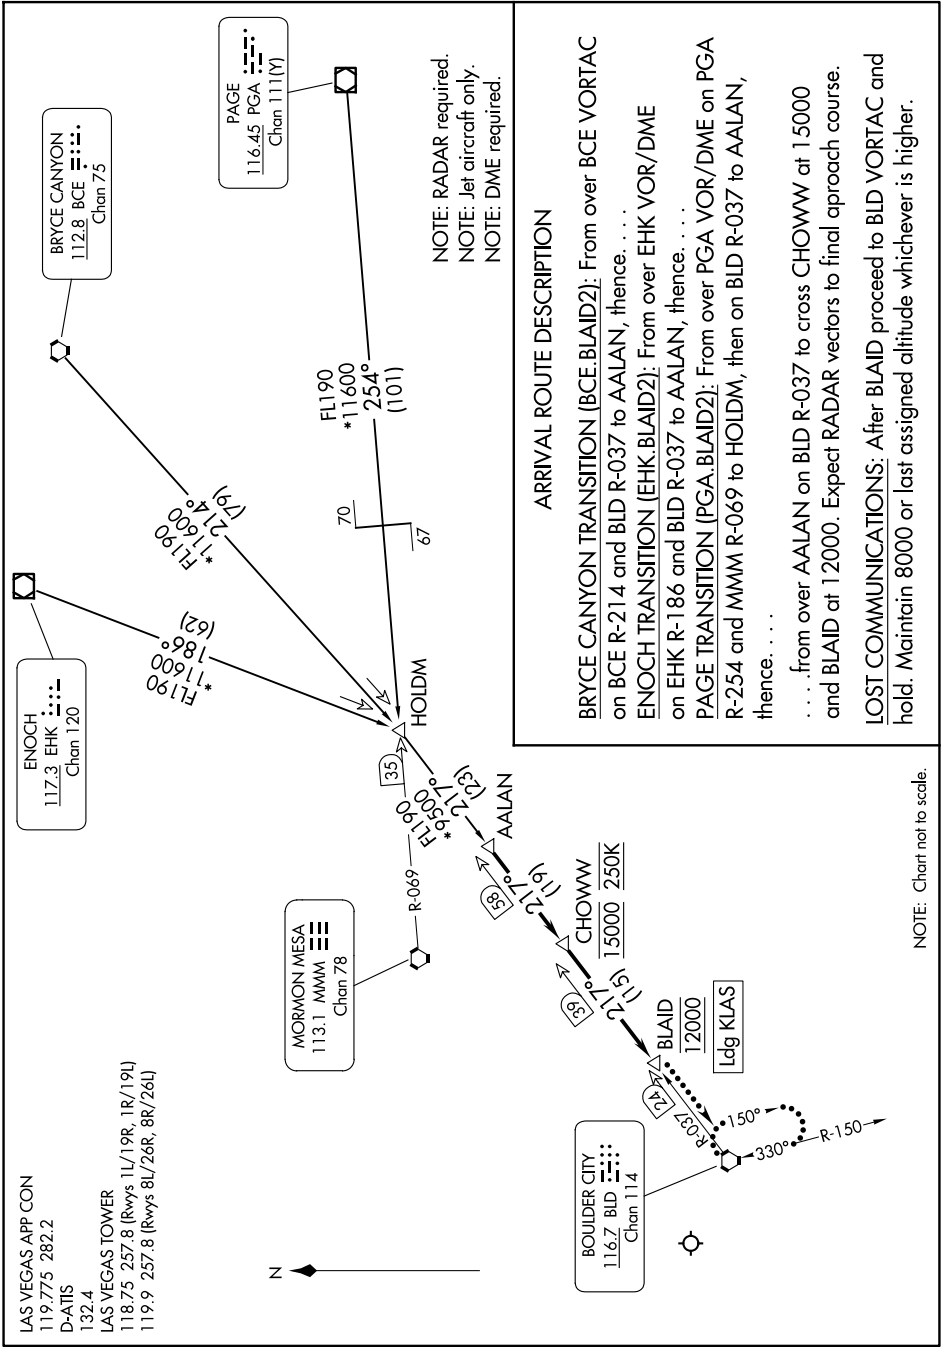 LAS VEGAS APP CON
119.775 282.2
D-ATIS
132.4
LAS VEGAS TOWER
118.75 257.8 (Rwys 1L/19R, 1R/19L)
119.9 257.8 (Rwys 8L/26R, 8R/26L)
ENOCH
117.3 EHK
Chan 120
BRYCE CANYON
112.8 BCE
Chan 75
PAGE
116.45 PGA
Chan 111(Y)
FL190
*11600
186°
(62)
FL190
*11600
214°
(79)
FL190
*11600
254°
(101)
70
67
NOTE: RADAR required.
NOTE: Jet aircraft only.
NOTE: DME required.
MORMON MESA
113.1 MMM
Chan 78
R-069
35
HOLDM
FL190
*9500
217°
(23)
AALAN
58
217°
(19)
CHOWW
15000 250K
39
217°
(15)
BLAID
12000
Ldg KLAS
24
R-037
BOULDER CITY
116.7 BLD
Chan 114
150°
330°
R-150
N
ARRIVAL ROUTE DESCRIPTION
BRYCE CANYON TRANSITION (BCE.BLAID2): From over BCE VORTAC
on BCE R-214 and BLD R-037 to AALAN, thence. . . .
ENOCH TRANSITION (EHK.BLAID2): From over EHK VOR/DME
on EHK R-186 and BLD R-037 to AALAN, thence. . . .
PAGE TRANSITION (PGA.BLAID2): From over PGA VOR/DME on PGA
R-254 and MMM R-069 to HOLDM, then on BLD R-037 to AALAN,
thence. . . .
. . . .from over AALAN on BLD R-037 to cross CHOWW at 15000
and BLAID at 12000. Expect RADAR vectors to final aproach course.
LOST COMMUNICATIONS: After BLAID proceed to BLD VORTAC and
hold. Maintain 8000 or last assigned altitude whichever is higher.
NOTE: Chart not to scale.